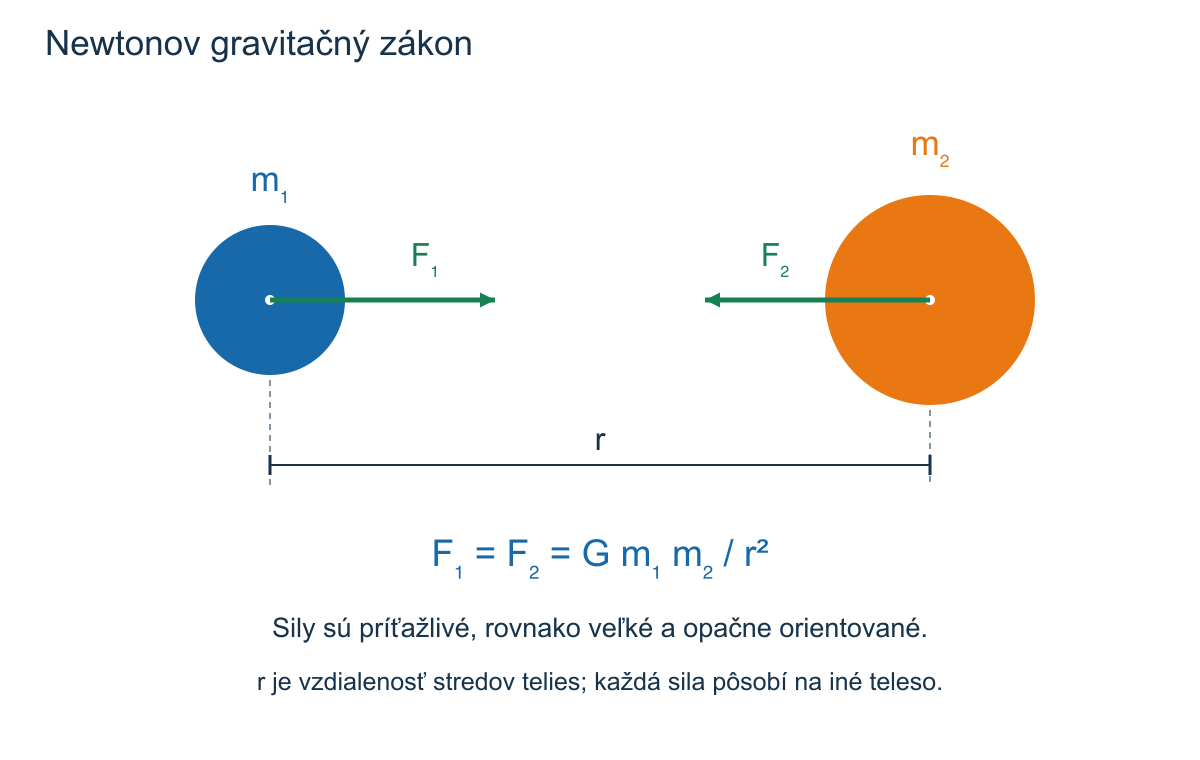 Newtonov gravitačný zákon
m₂
m₁
F₁ F₂
r
F₁ = F₂ = G m₁ m₂ / r²
Sily sú príťažlivé, rovnako veľké a opačne orientované.
r je vzdialenosť stredov telies; každá sila pôsobí na iné teleso.